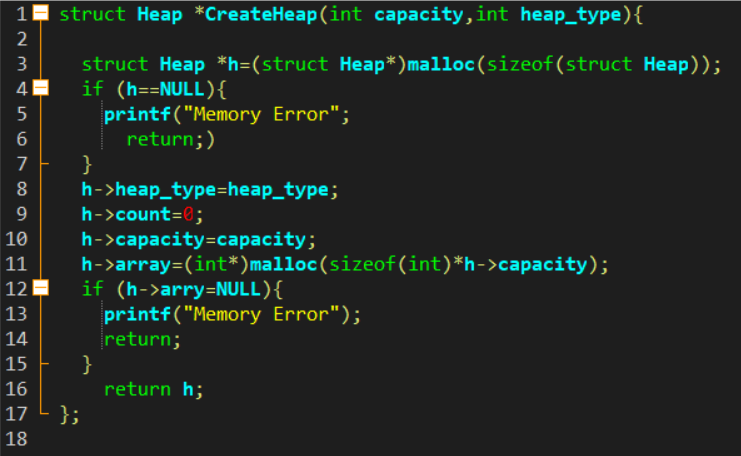 1 struct Heap *CreateHeap(int capacity,int heap_type){
2
3 struct Heap *h=(struct Heap*)malloc(sizeof(struct Heap));
4 if (h==NULL){
5 printf("Memory Error";
6 return;)
7 }
8 h->heap_type=heap_type;
9 h->count=0;
10 h->capacity=capacity;
11 h->array=(int*)malloc(sizeof(int)*h->capacity);
12 if (h->arry=NULL){
13 printf("Memory Error");
14 return;
15 }
16 return h;
17 };
18